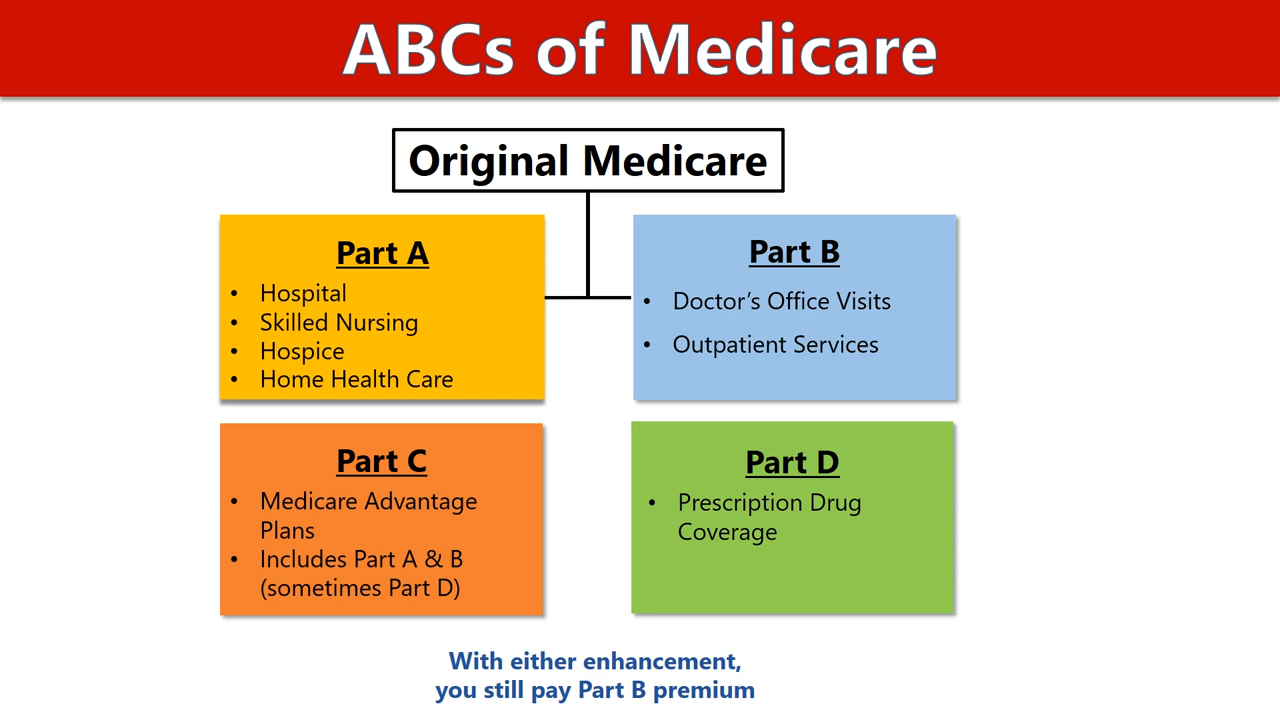 ABCs of Medicare
Original Medicare
Part A
• Hospital
• Skilled Nursing
• Hospice
• Home Health Care
Part B
• Doctor’s Office Visits
• Outpatient Services
Part C
• Medicare Advantage
Plans
• Includes Part A & B
(sometimes Part D)
Part D
• Prescription Drug
Coverage
With either enhancement,
you still pay Part B premium